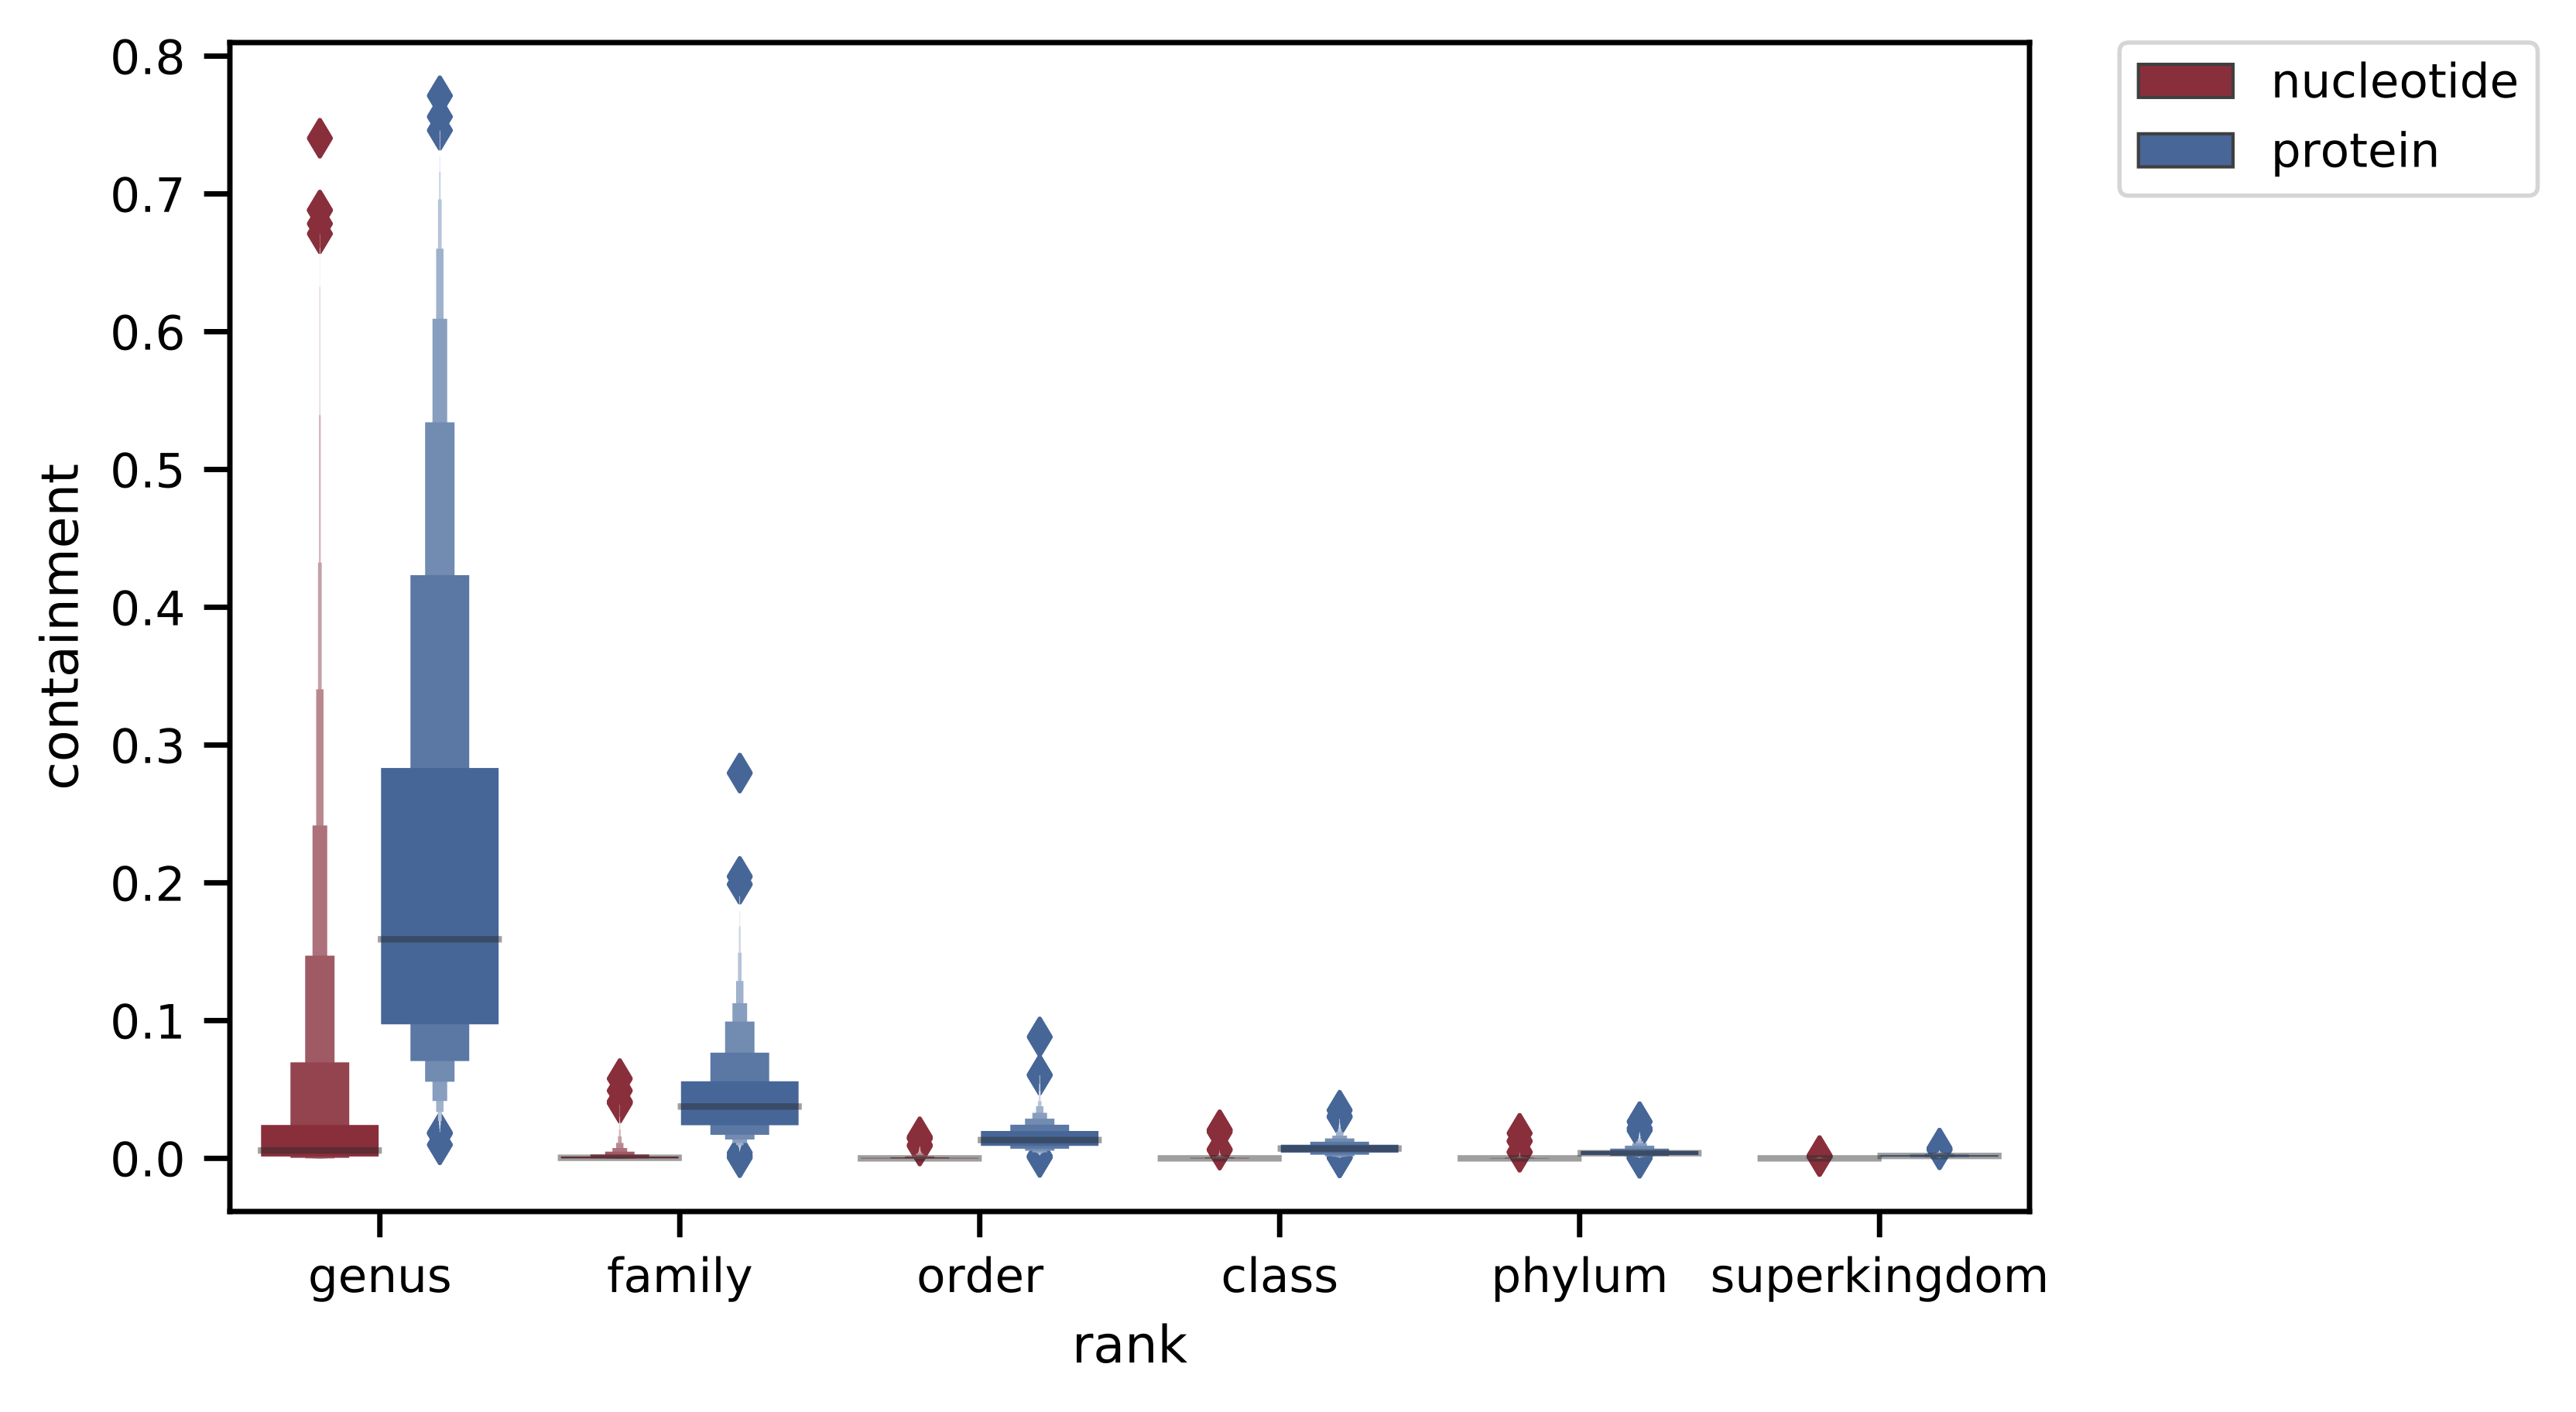 0.8
0.7
0.6
0.5
0.4
0.3
0.2
0.1
0.0
containment
genus family order class phylum superkingdom
rank
nucleotide
protein